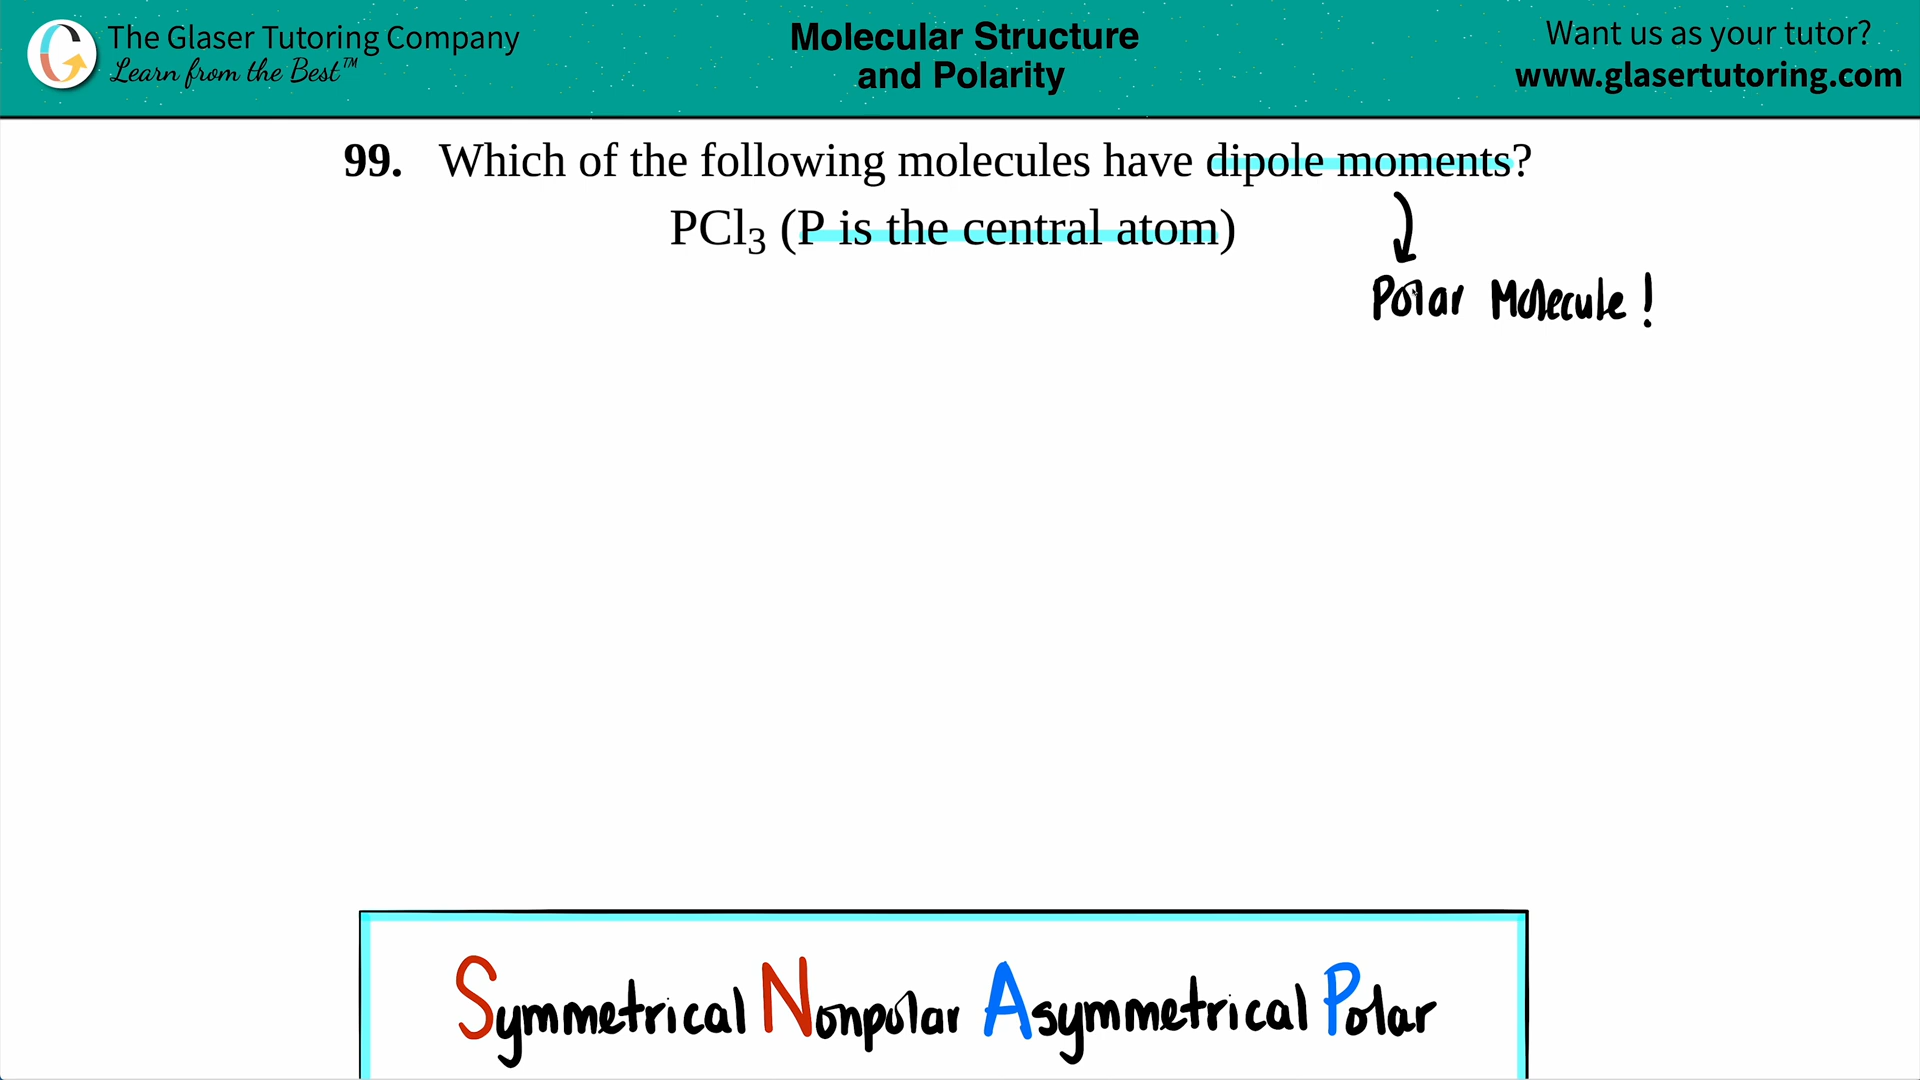 The Glaser Tutoring Company
Learn from the Best™
Molecular Structure
and Polarity
Want us as your tutor?
www.glasertutoring.com
99. Which of the following molecules have dipole moments?
PCl₃ (P is the central atom)
Polar Molecule!
Symmetrical Nonpolar Asymmetrical Polar